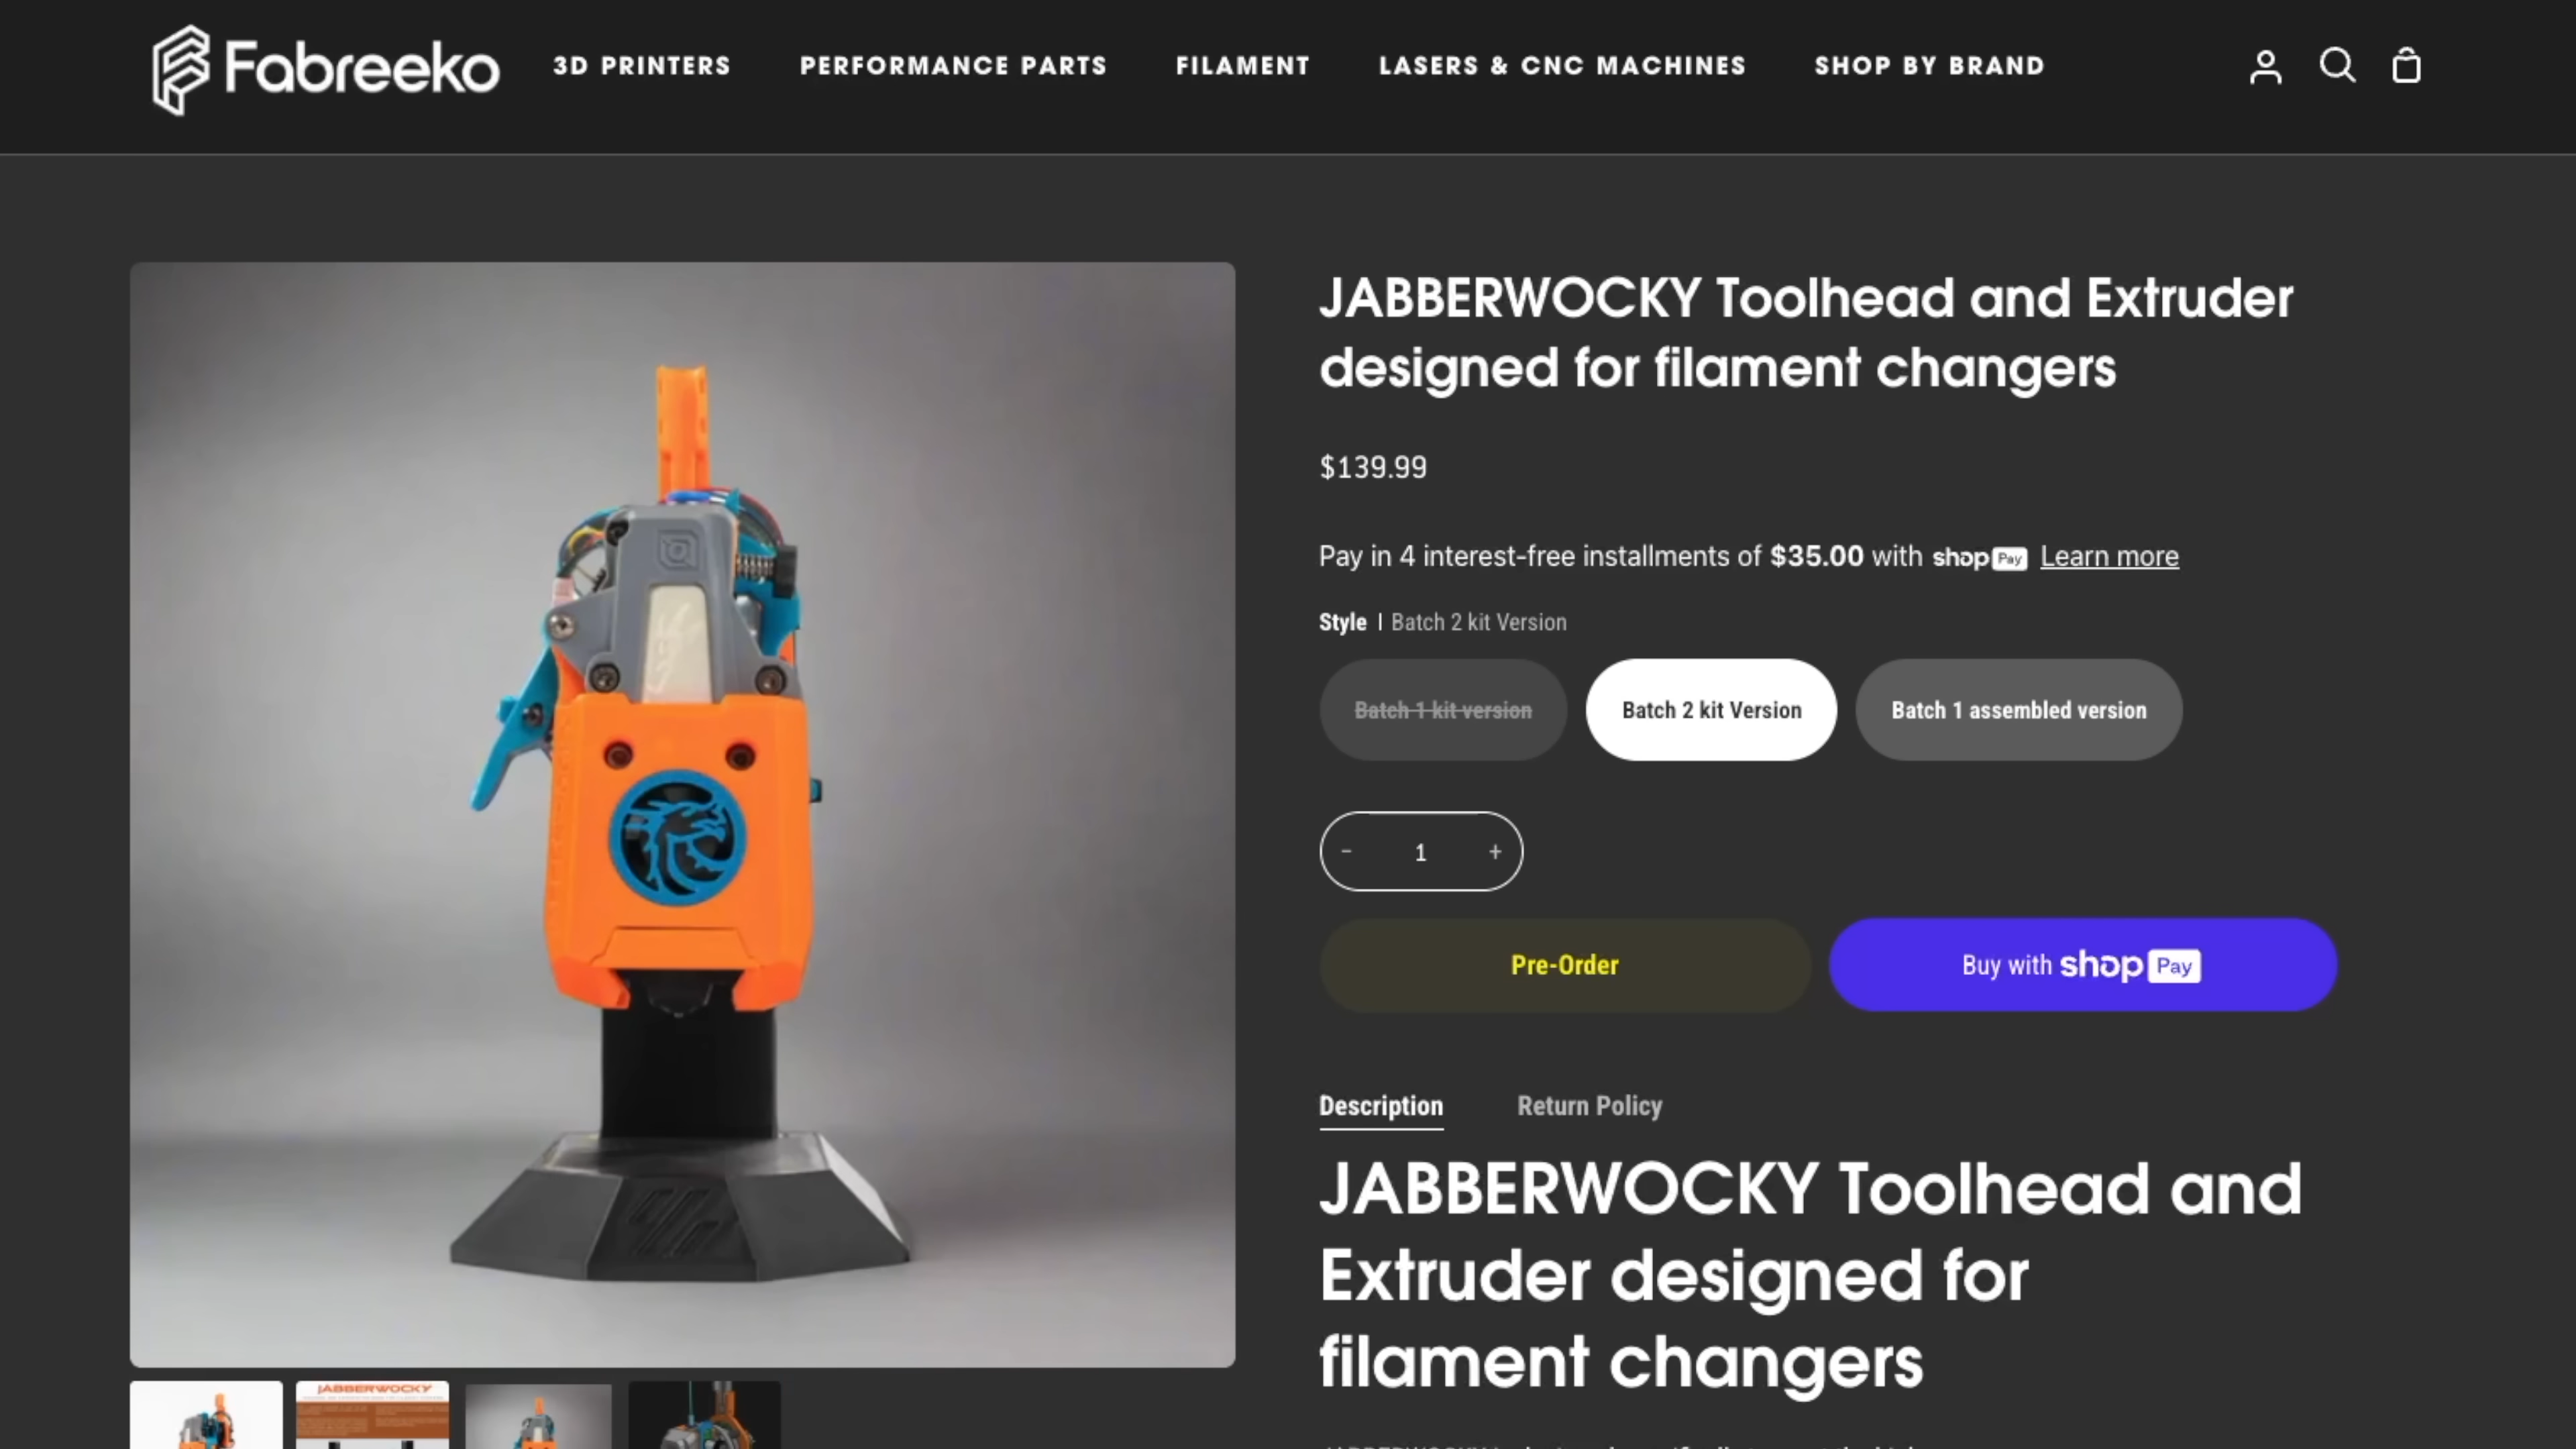 Fabreeko
3D PRINTERS
PERFORMANCE PARTS
FILAMENT
LASERS & CNC MACHINES
SHOP BY BRAND
JABBERWOCKY Toolhead and Extruder
designed for filament changers
$139.99
Pay in 4 interest-free installments of $35.00 with shop Pay Learn more
Style | Batch 2 kit Version
Batch 1 kit version
Batch 2 kit Version
Batch 1 assembled version
- 1 +
Pre-Order
Buy with shop Pay
Description
Return Policy
JABBERWOCKY Toolhead and
Extruder designed for
filament changers
JABBERWOCKY